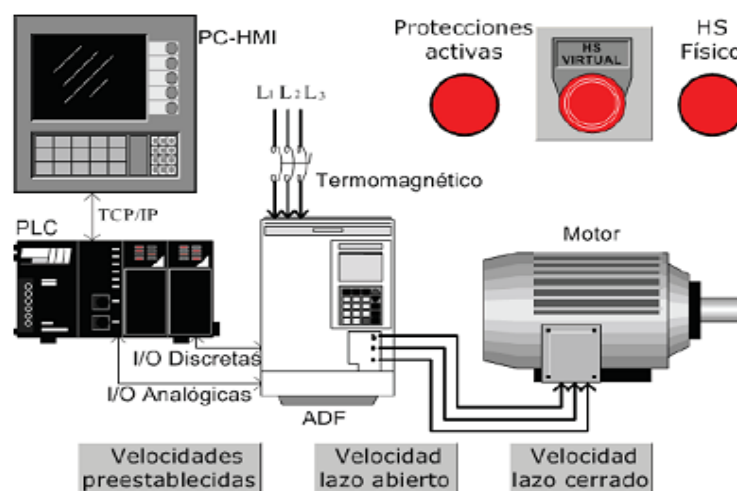 PC-HMI
Protecciones
activas
HS
VIRTUAL
HS
Físico
L1 L2 L3
Termomagnético
TCP/IP
PLC
Motor
I/O Discretas
I/O Analógicas
ADF
Velocidades
preestablecidas
Velocidad
lazo abierto
Velocidad
lazo cerrado